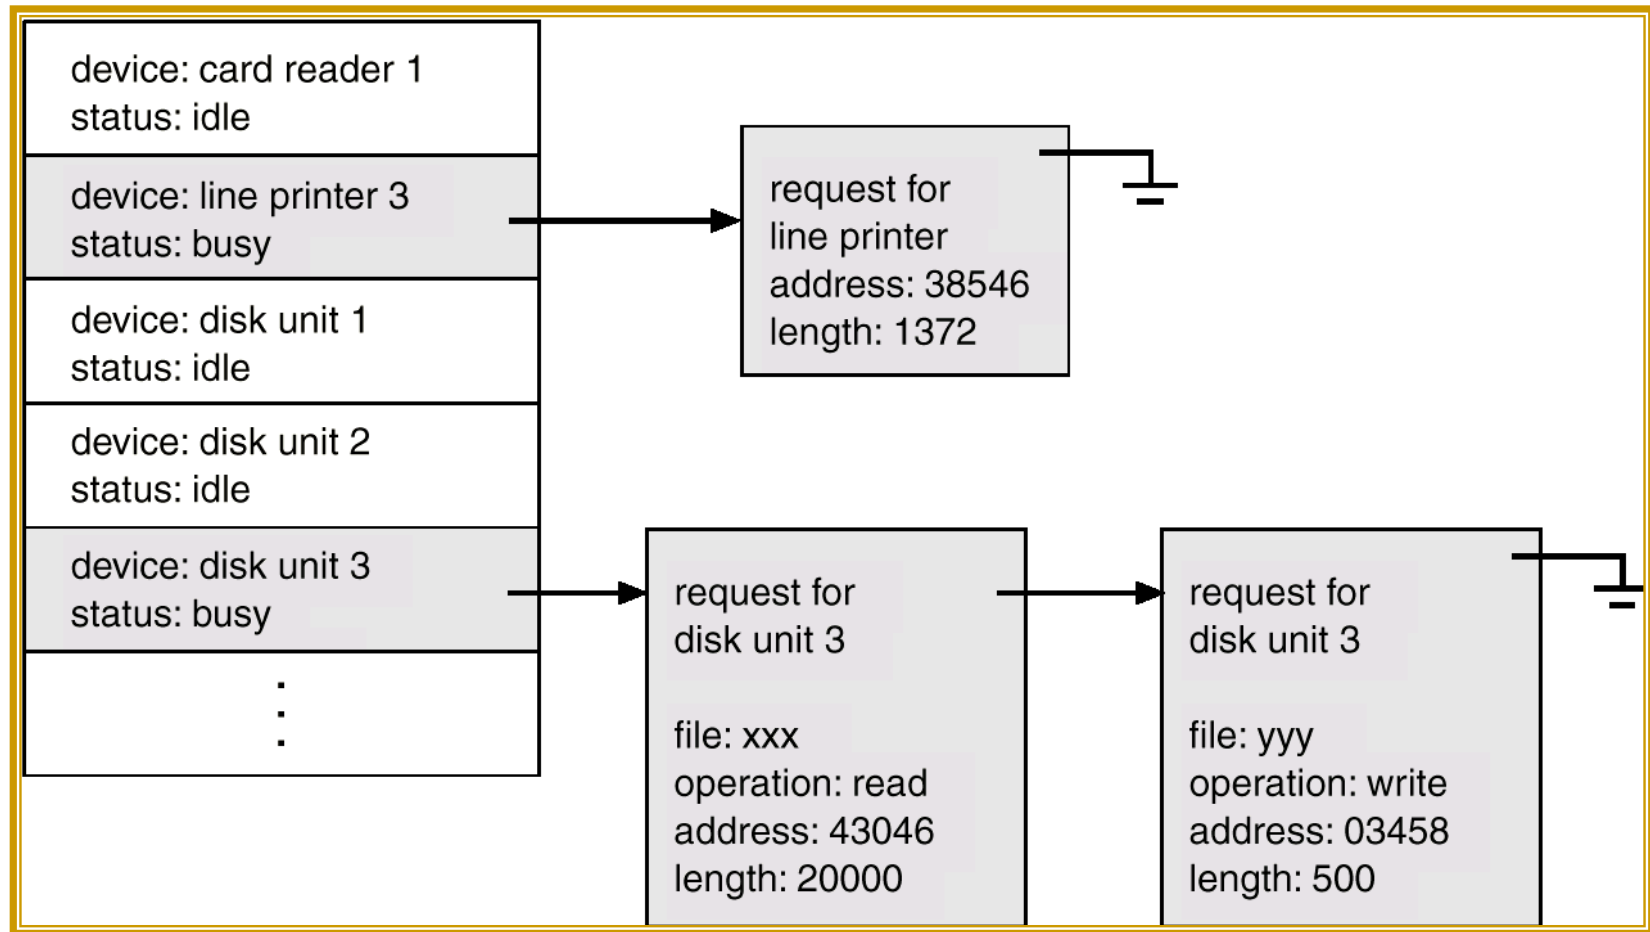 device: card reader 1
status: idle
device: line printer 3
status: busy
device: disk unit 1
status: idle
device: disk unit 2
status: idle
device: disk unit 3
status: busy
request for
line printer
address: 38546
length: 1372
request for
disk unit 3
file: xxx
operation: read
address: 43046
length: 20000
request for
disk unit 3
file: yyy
operation: write
address: 03458
length: 500